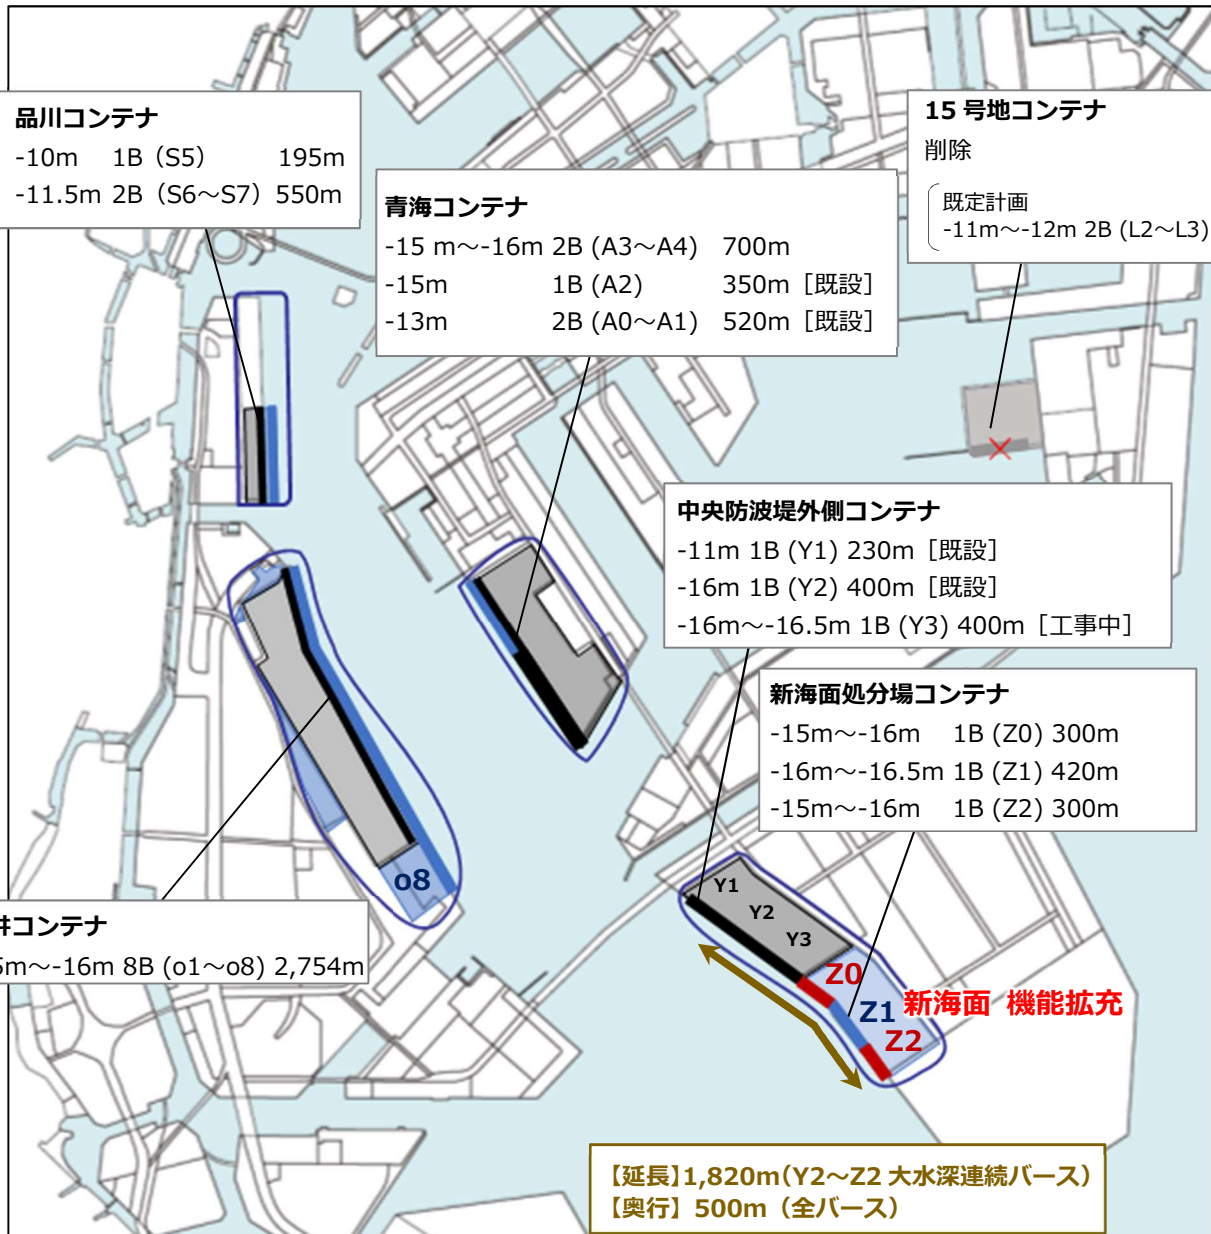 品川コンテナ
-10m 1B（S5） 195m
-11.5m 2B（S6～S7）550m
青海コンテナ
-15 m～-16m 2B (A3～A4) 700m
-15m 1B (A2) 350m［既設］
-13m 2B (A0～A1) 520m［既設］
15 号地コンテナ
削除
既定計画
-11m～-12m 2B (L2～L3)
中央防波堤外側コンテナ
-11m 1B (Y1) 230m［既設］
-16m 1B (Y2) 400m［既設］
-16m～-16.5m 1B (Y3) 400m［工事中］
新海面処分場コンテナ
-15m～-16m 1B (Z0) 300m
-16m～-16.5m 1B (Z1) 420m
-15m～-16m 1B (Z2) 300m
o8
井コンテナ
5m～-16m 8B (o1～o8) 2,754m
Y1
Y2
Y3
Z0
Z1
Z2
新海面 機能拡充
【延長】1,820m（Y2～Z2 大水深連続バース）
【奥行】500m（全バース）